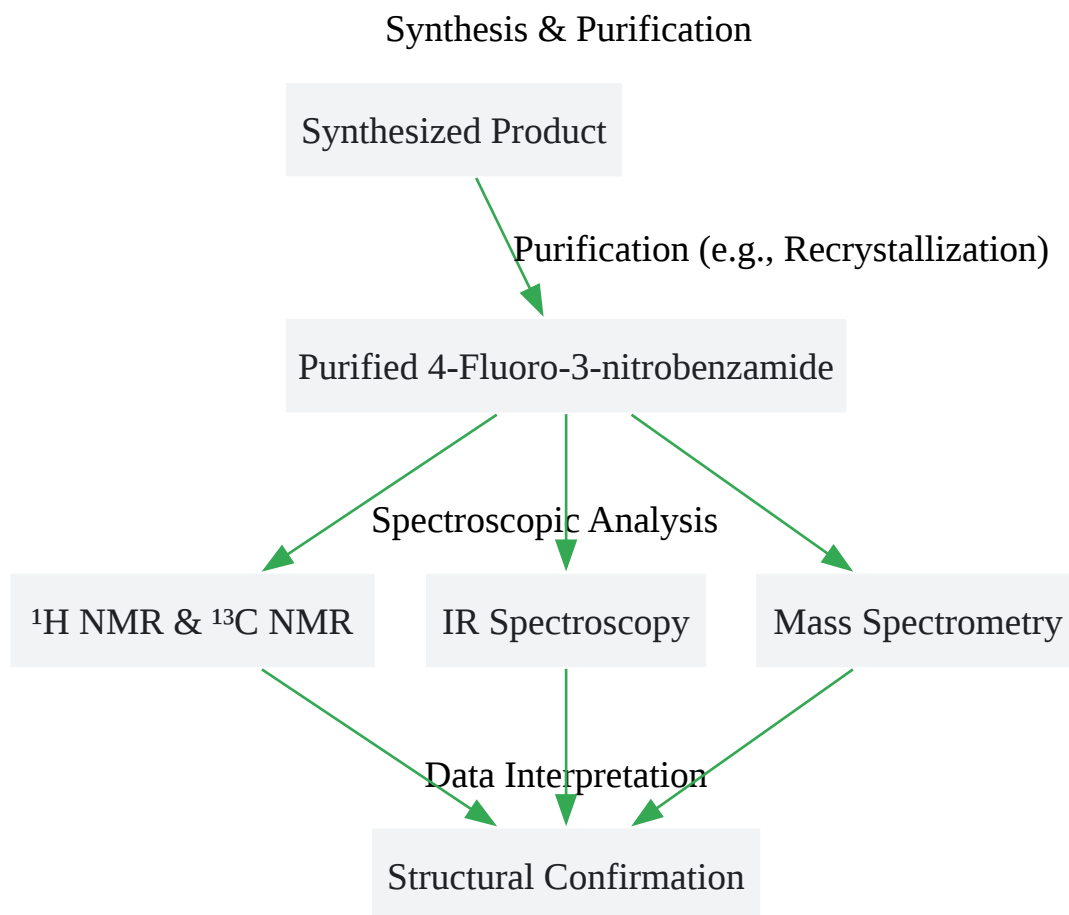 Synthesis & Purification
Synthesized Product
Purification (e.g., Recrystallization)
Purified 4-Fluoro-3-nitrobenzamide
Spectroscopic Analysis
¹H NMR & ¹³C NMR
IR Spectroscopy
Mass Spectrometry
Data Interpretation
Structural Confirmation